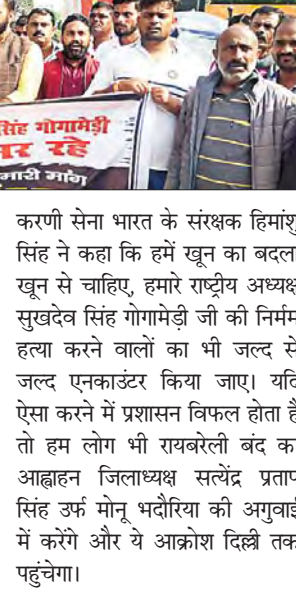 सिंह गोगामेड़ी
र रहे
मारी मांग
करणी सेना भारत के संरक्षक हिमांशु
सिंह ने कहा कि हमें खून का बदला
खून से चाहिए, हमारे राष्ट्रीय अध्यक्ष
सुखदेव सिंह गोगामेड़ी जी की निर्मम
हत्या करने वालों का भी जल्द से
जल्द एनकाउंटर किया जाए। यदि
ऐसा करने में प्रशासन विफल होता है
तो हम लोग भी रायबरेली बंद का
आह्वाहन जिलाध्यक्ष सत्येंद्र प्रताप
सिंह उर्फ मोनू भदौरिया की अगुवाई
में करेंगे और ये आक्रोश दिल्ली तक
पहुंचेगा।